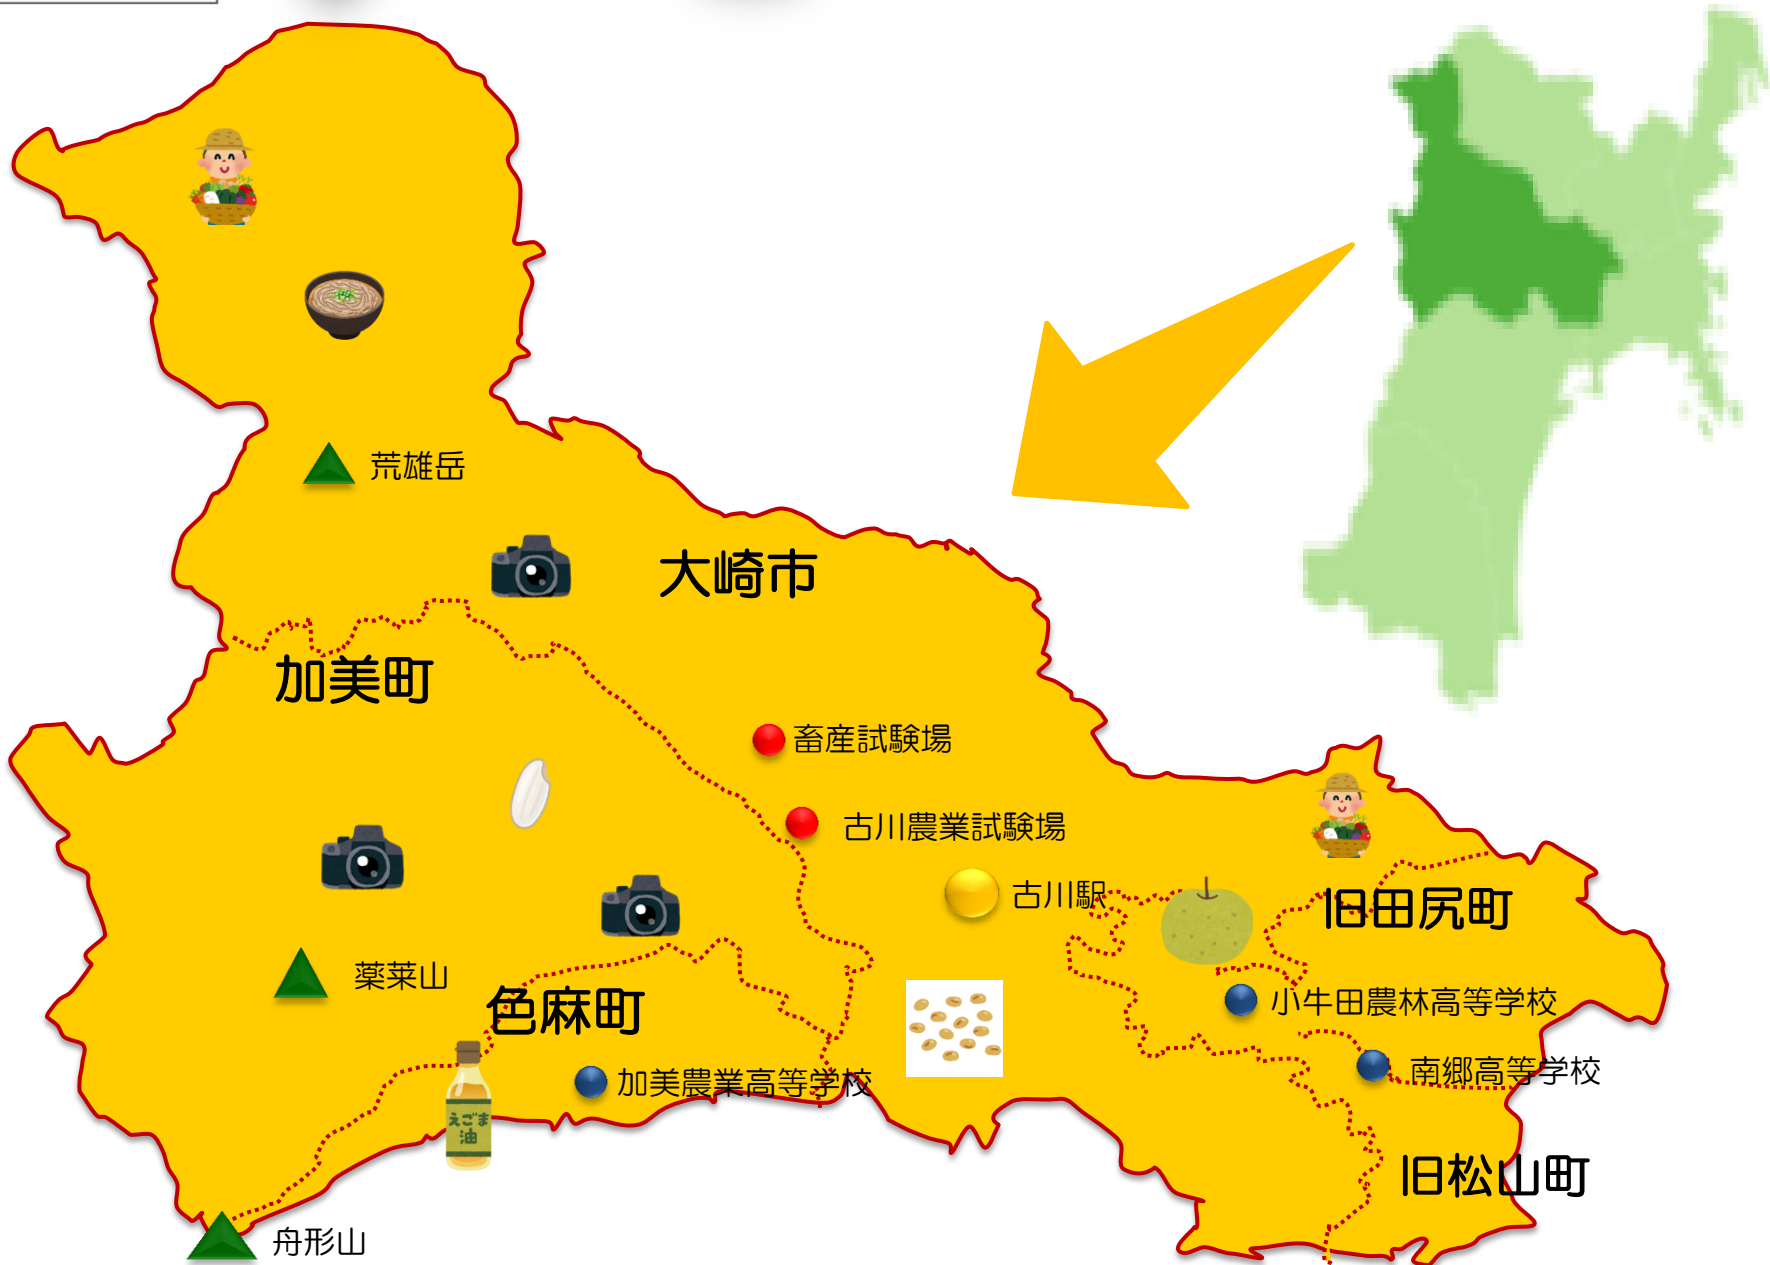 荒雄岳
大崎市
加美町
畜産試験場
古川農業試験場
古川駅
旧田尻町
薬莱山
色麻町
小牛田農林高等学校
加美農業高等学校
南郷高等学校
えごま
油
旧松山町
舟形山